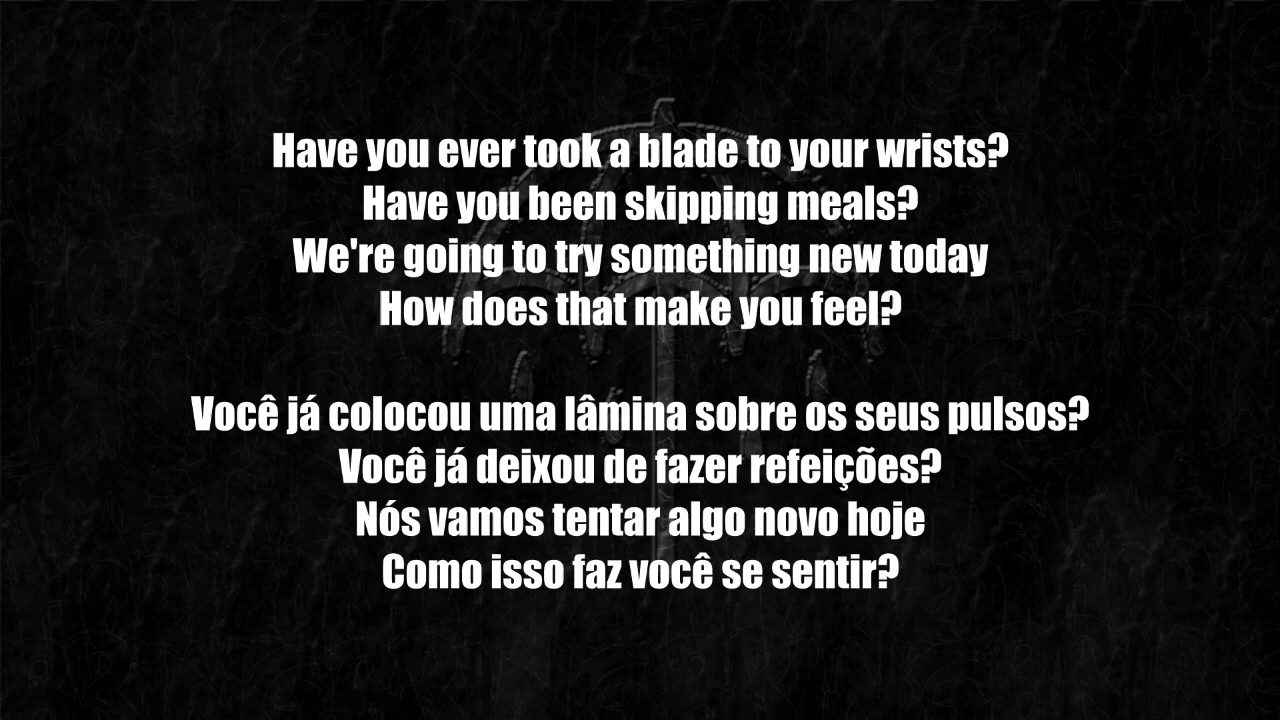 Have you ever took a blade to your wrists?
Have you been skipping meals?
We're going to try something new today
How does that make you feel?
Você já colocou uma lâmina sobre os seus pulsos?
Você já deixou de fazer refeições?
Nós vamos tentar algo novo hoje
Como isso faz você se sentir?